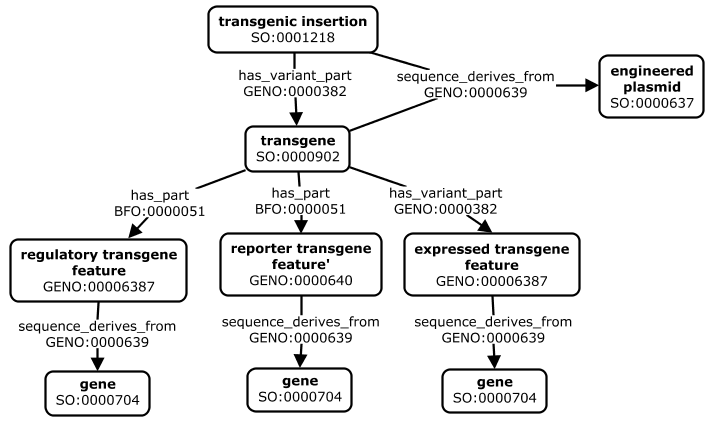 transgenic insertion
SO:0001218
has_variant_part
GENO:0000382
sequence_derives_from
GENO:0000639
engineered
plasmid
SO:0000637
transgene
SO:0000902
has_part
BFO:0000051
has_part
BFO:0000051
has_variant_part
GENO:0000382
regulatory transgene
feature
GENO:00006387
reporter transgene
feature'
GENO:0000640
expressed transgene
feature
GENO:00006387
sequence_derives_from
GENO:0000639
sequence_derives_from
GENO:0000639
sequence_derives_from
GENO:0000639
gene
SO:0000704
gene
SO:0000704
gene
SO:0000704